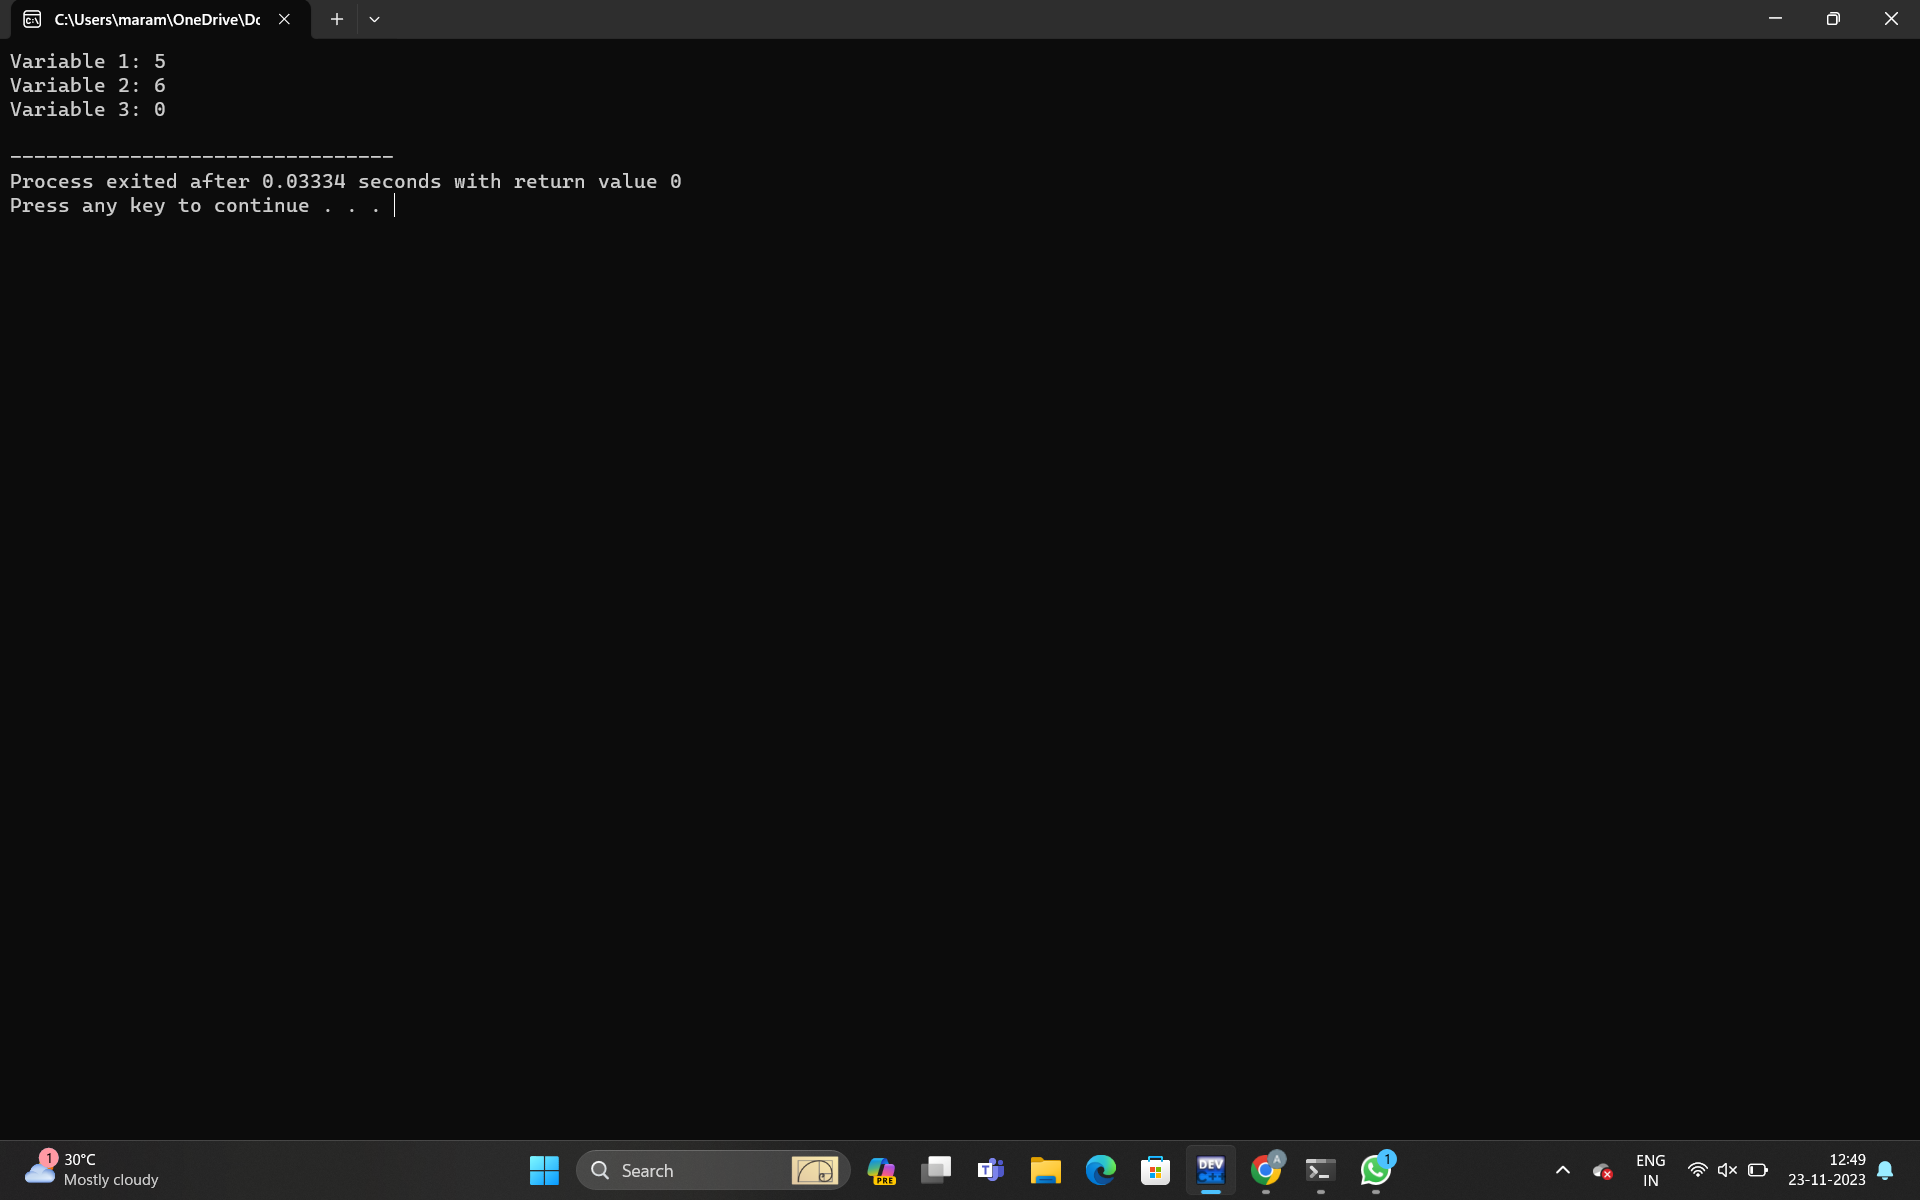 C:\Users\maram\OneDrive\Do
Variable 1: 5
Variable 2: 6
Variable 3: 0
--------------------------------
Process exited after 0.03334 seconds with return value 0
Press any key to continue . . .
1
30°C
Mostly cloudy
Search
PRE
T
DEV
C++
A
1
ENG
IN
12:49
23-11-2023